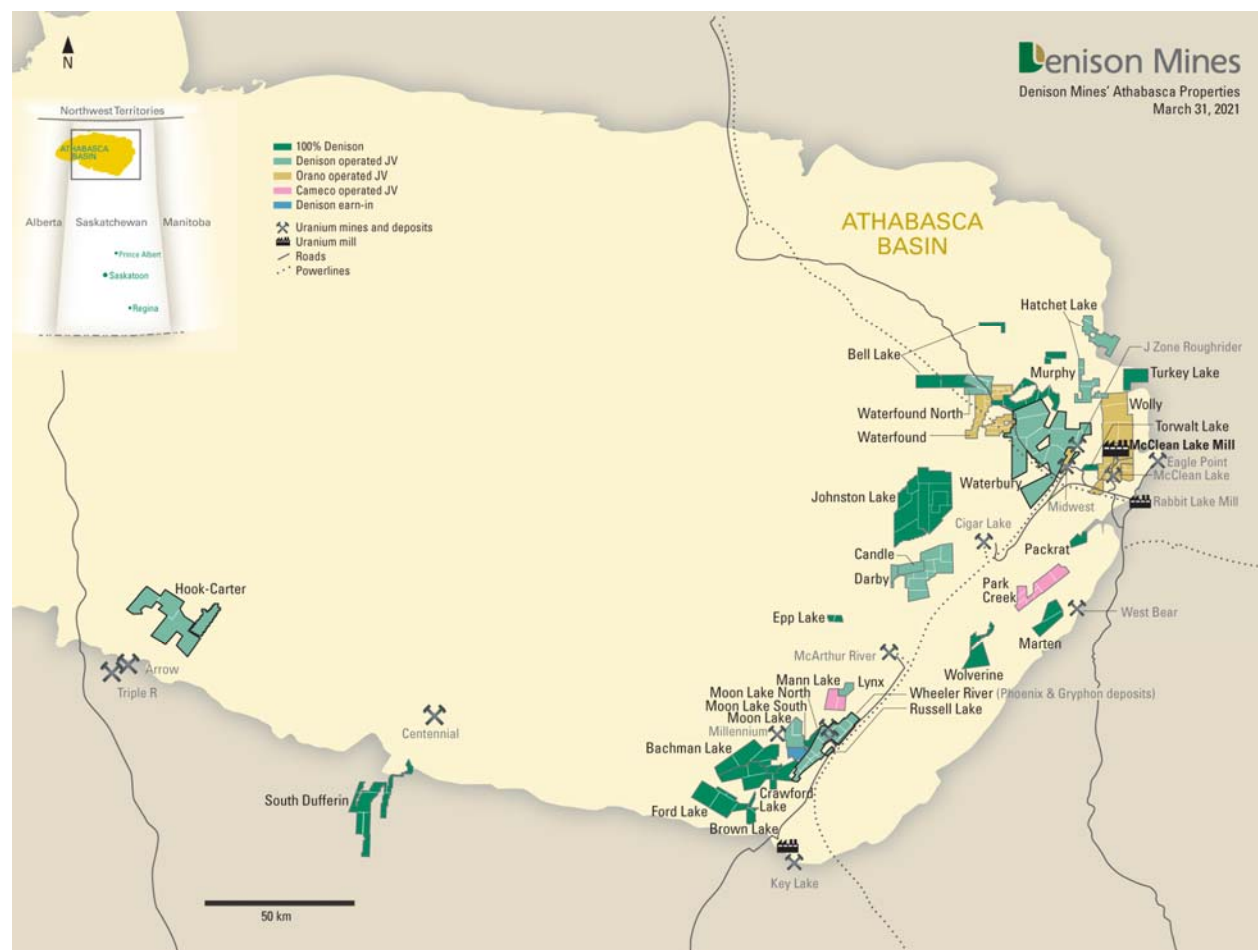 Denison Mines
Denison Mines' Athabasca Properties
March 31, 2021
N
Northwest Territories
ATHABASCA
BASIN
Alberta
Saskatchewan
Manitoba
Prince Albert
Saskatoon
Regina
100% Denison
Denison operated JV
Orano operated JV
Cameco operated JV
Denison earn-in
Uranium mines and deposits
Uranium mill
Roads
Powerlines
ATHABASCA
BASIN
Hatchet Lake
J Zone Roughrider
Bell Lake
Murphy
Turkey Lake
Waterfound North
Wolly
Waterfound
Torwalt Lake
McClean Lake Mill
Eagle Point
McClean Lake
Waterbury
Midwest
Rabbit Lake Mill
Johnston Lake
Cigar Lake
Packrat
Candle
Darby
Park
Creek
Hook-Carter
West Bear
Epp Lake
Marten
McArthur River
Wolverine
Arrow
Triple R
Mann Lake
Lynx
Moon Lake North
Wheeler River (Phoenix & Gryphon deposits)
Moon Lake South
Russell Lake
Moon Lake
Millennium
Centennial
Bachman Lake
South Dufferin
Crawford
Lake
Ford Lake
Brown Lake
Key Lake
50 km